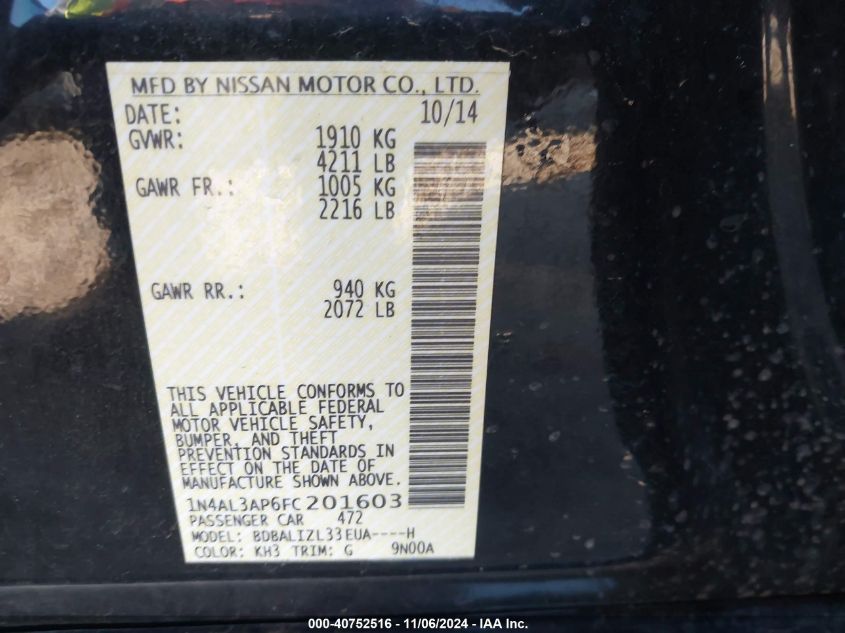 MFD BY NISSAN MOTOR CO., LTD.
DATE: 10/14
GVWR: 1910 KG
4211 LB
GAWR FR.: 1005 KG
2216 LB
GAWR RR.: 940 KG
2072 LB
THIS VEHICLE CONFORMS TO
ALL APPLICABLE FEDERAL
MOTOR VEHICLE SAFETY,
BUMPER, AND THEFT
PREVENTION STANDARDS IN
EFFECT ON THE DATE OF
MANUFACTURE SHOWN ABOVE.
1N4AL3AP6FC201603
PASSENGER CAR 472
MODEL: BDBALIZL33EUA----H
COLOR: KH3 TRIM: G 9N00A
000-40752516 - 11/06/2024 - IAA Inc.